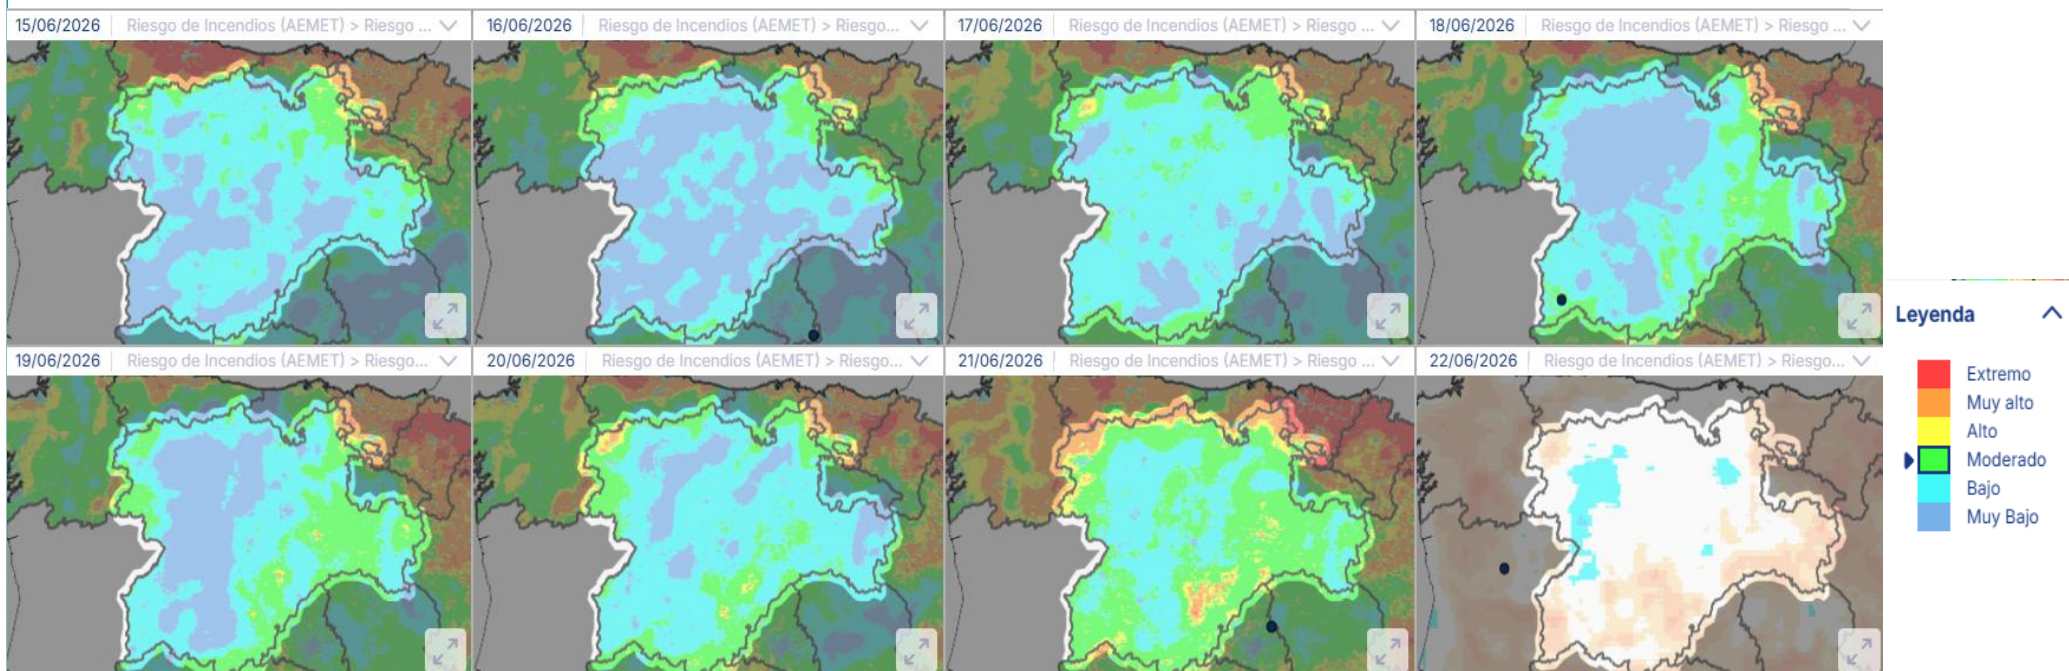 15/06/2026 Riesgo de Incendios (AEMET) > Riesgo ...
16/06/2026 Riesgo de Incendios (AEMET) > Riesgo...
17/06/2026 Riesgo de Incendios (AEMET) > Riesgo ...
18/06/2026 Riesgo de Incendios (AEMET) > Riesgo ...
19/06/2026 Riesgo de Incendios (AEMET) > Riesgo...
20/06/2026 Riesgo de Incendios (AEMET) > Riesgo...
21/06/2026 Riesgo de Incendios (AEMET) > Riesgo ...
22/06/2026 Riesgo de Incendios (AEMET) > Riesgo...
Leyenda
Extremo
Muy alto
Alto
Moderado
Bajo
Muy Bajo